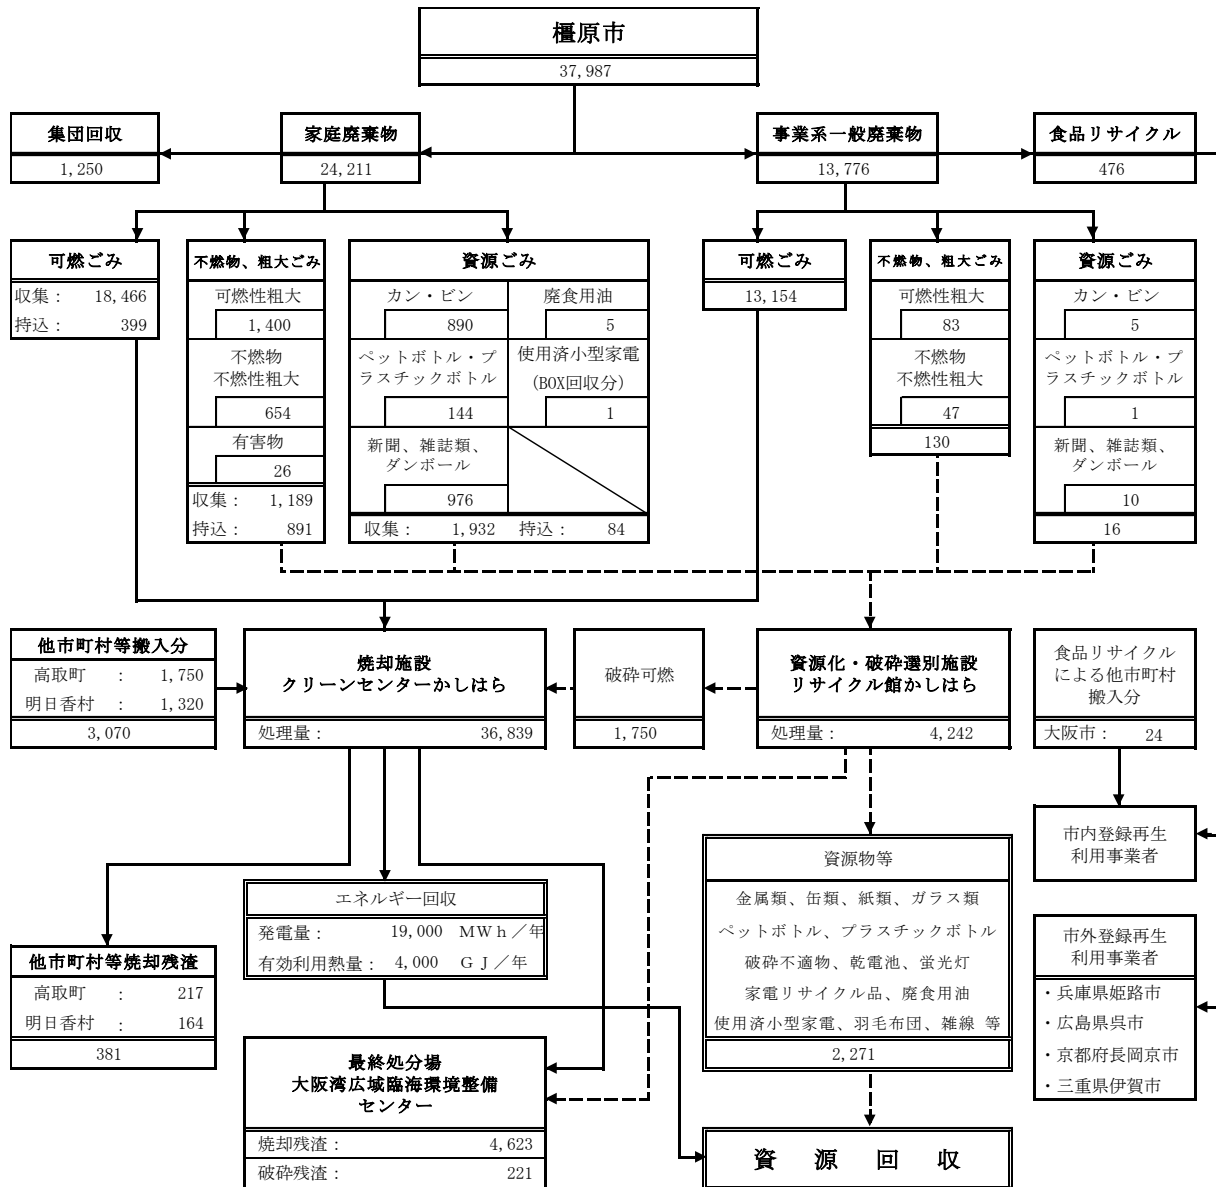 橿原市
37,987
集団回収
1,250
家庭廃棄物
24,211
事業系一般廃棄物
13,776
食品リサイクル
476
可燃ごみ
収集： 18,466
持込： 399
不燃物、粗大ごみ
可燃性粗大
1,400
不燃物
不燃性粗大
654
有害物
26
収集： 1,189
持込： 891
資源ごみ
カン・ビン
890
廃食用油
5
ペットボトル・プ
ラスチックボトル
144
使用済小型家電
(BOX回収分)
1
新聞、雑誌類、
ダンボール
976
収集： 1,932 持込： 84
可燃ごみ
13,154
不燃物、粗大ごみ
可燃性粗大
83
不燃物
不燃性粗大
47
130
資源ごみ
カン・ビン
5
ペットボトル・プ
ラスチックボトル
1
新聞、雑誌類、
ダンボール
10
16
他市町村等搬入分
高取町 ： 1,750
明日香村 ： 1,320
3,070
焼却施設
クリーンセンターかしはら
処理量： 36,839
破砕可燃
1,750
資源化・破砕選別施設
リサイクル館かしはら
処理量： 4,242
食品リサイクル
による他市町村
搬入分
大阪市： 24
市内登録再生
利用事業者
資源物等
金属類、缶類、紙類、ガラス類
ペットボトル、プラスチックボトル
破砕不適物、乾電池、蛍光灯
家電リサイクル品、廃食用油
使用済小型家電、羽毛布団、雑線 等
2,271
エネルギー回収
発電量： 19,000 MWh／年
有効利用熱量： 4,000 GJ／年
他市町村等焼却残渣
高取町 ： 217
明日香村 ： 164
381
市外登録再生
利用事業者
・兵庫県姫路市
・広島県呉市
・京都府長岡京市
・三重県伊賀市
最終処分場
大阪湾広域臨海環境整備
センター
焼却残渣： 4,623
破砕残渣： 221
資 源 回 収